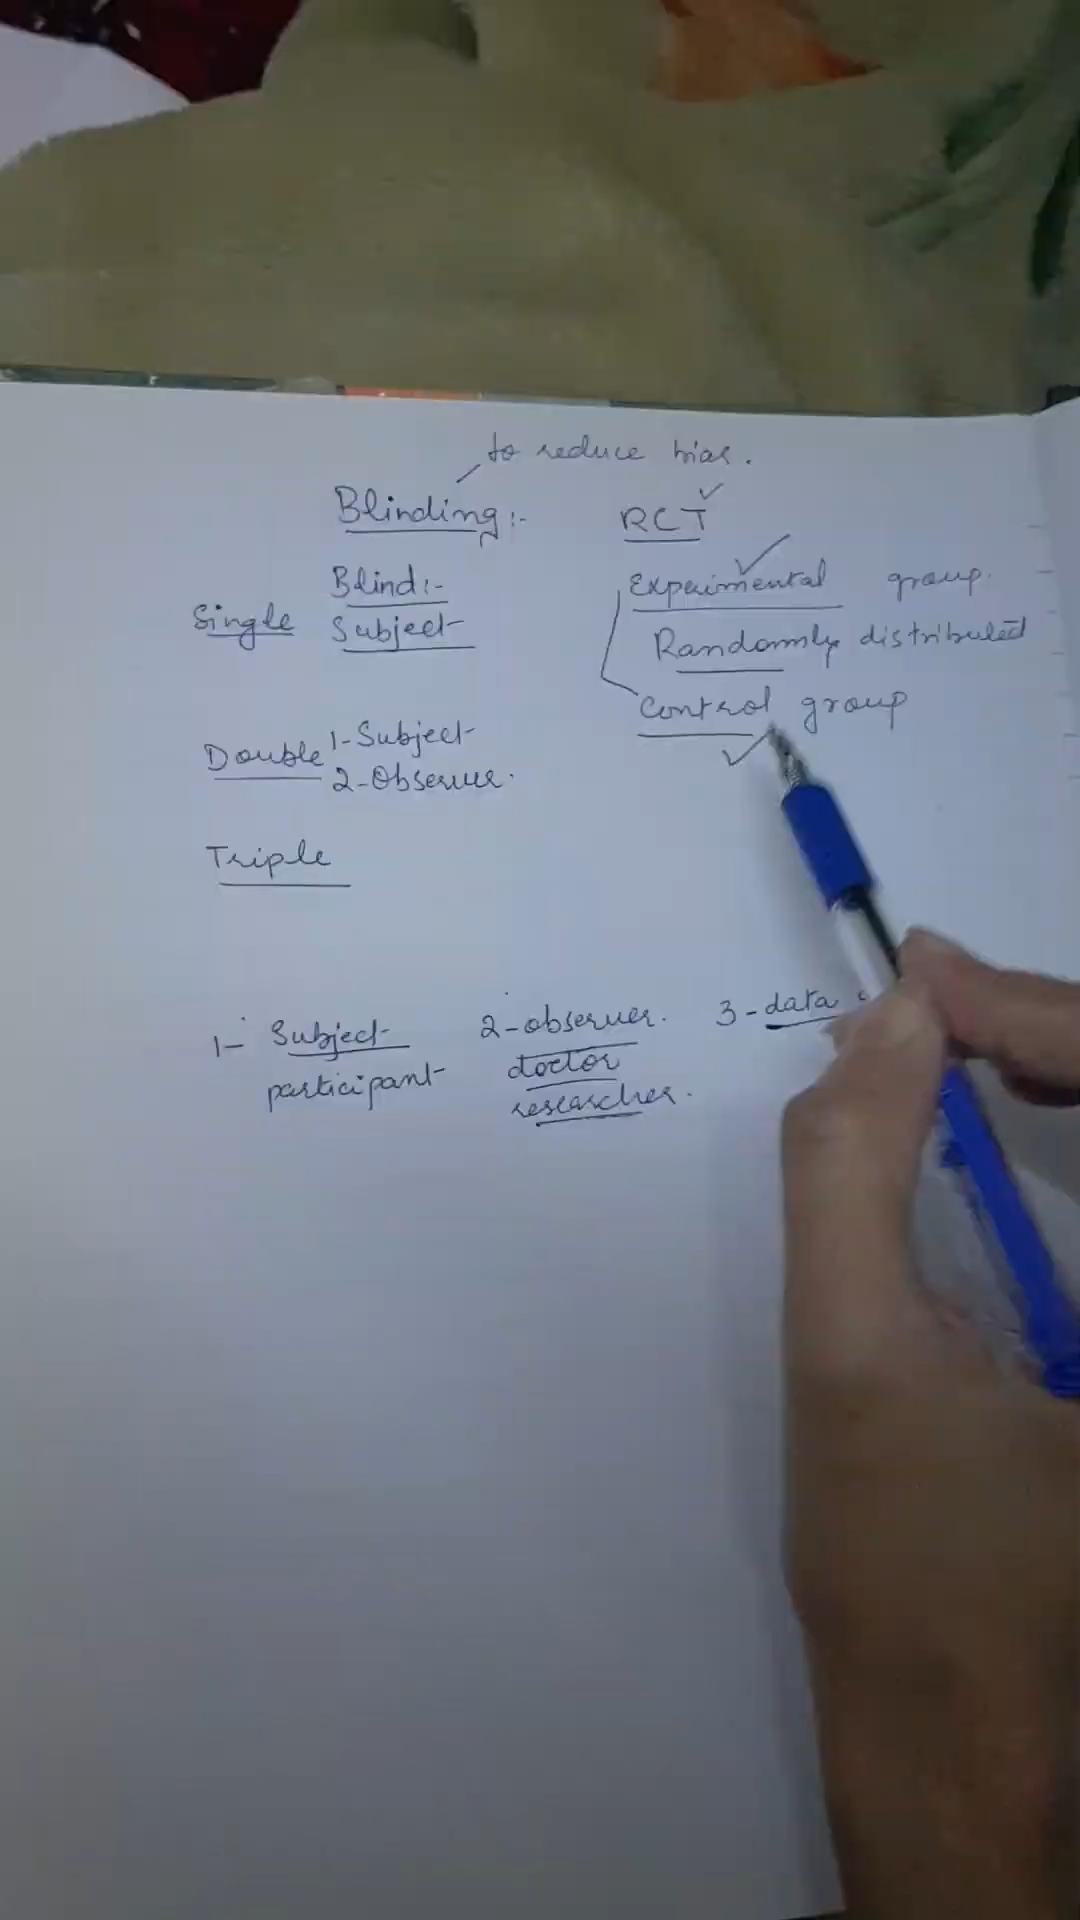 to reduce bias.
Blinding :-
RCT
Blind:-
Single Subject
Expeimental group.
Randomly distributed
Control group
Double 1-Subject
2-Observer.
Triple
1- Subject
participant
2-observer.
doctor
researcher.
3-data